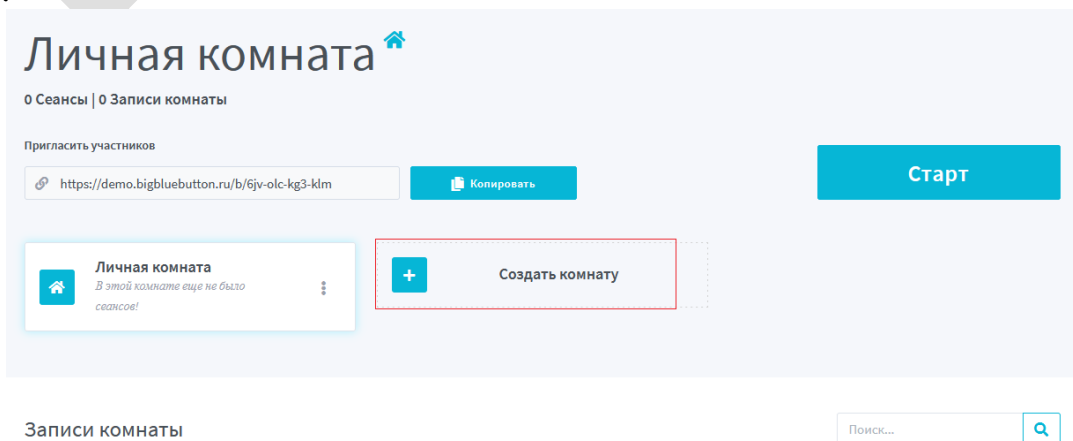 Личная комната
0 Сеансы | 0 Записи комнаты
Пригласить участников
https://demo.bigbluebutton.ru/b/6jv-olc-kg3-klm
Копировать
Старт
Личная комната
В этой комнате еще не было
сеансов!
Создать комнату
Записи комнаты
Поиск...